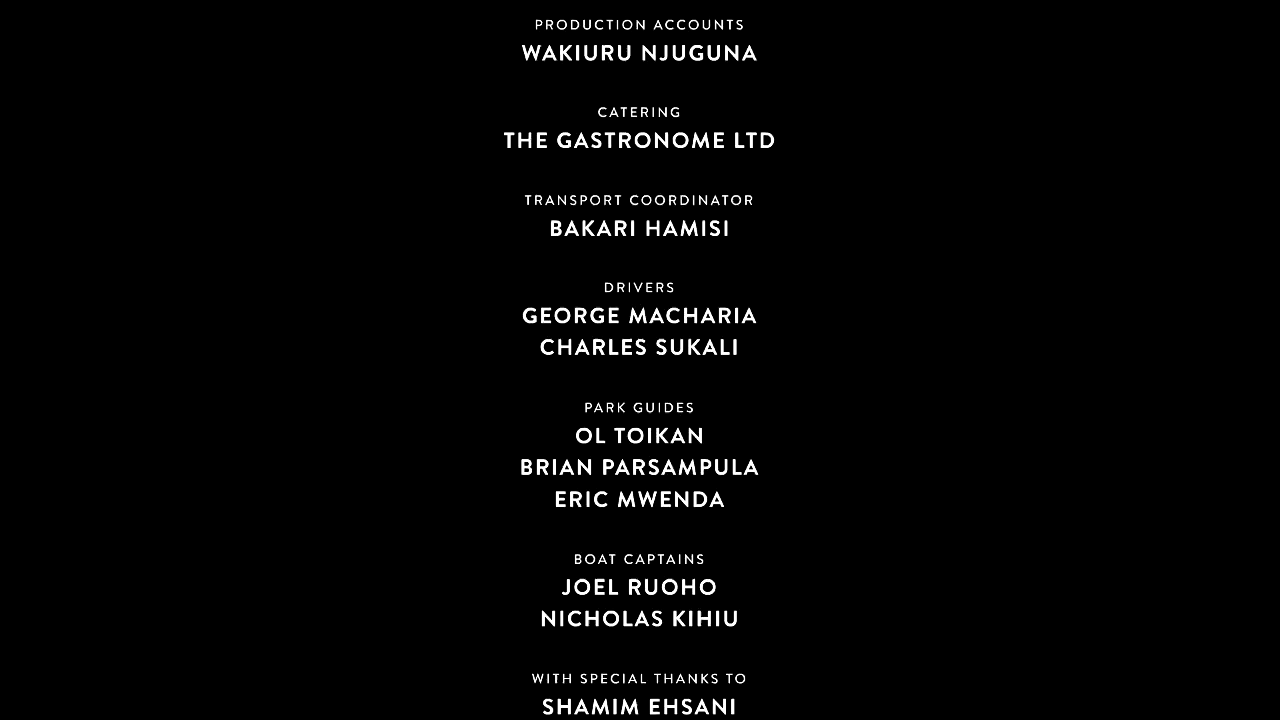 PRODUCTION ACCOUNTS
WAKIURU NJUGUNA
CATERING
THE GASTRONOME LTD
TRANSPORT COORDINATOR
BAKARI HAMISI
DRIVERS
GEORGE MACHARIA
CHARLES SUKALI
PARK GUIDES
OL TOIKAN
BRIAN PARSAMPULA
ERIC MWENDA
BOAT CAPTAINS
JOEL RUOHO
NICHOLAS KIHIU
WITH SPECIAL THANKS TO
SHAMIM EHSANI